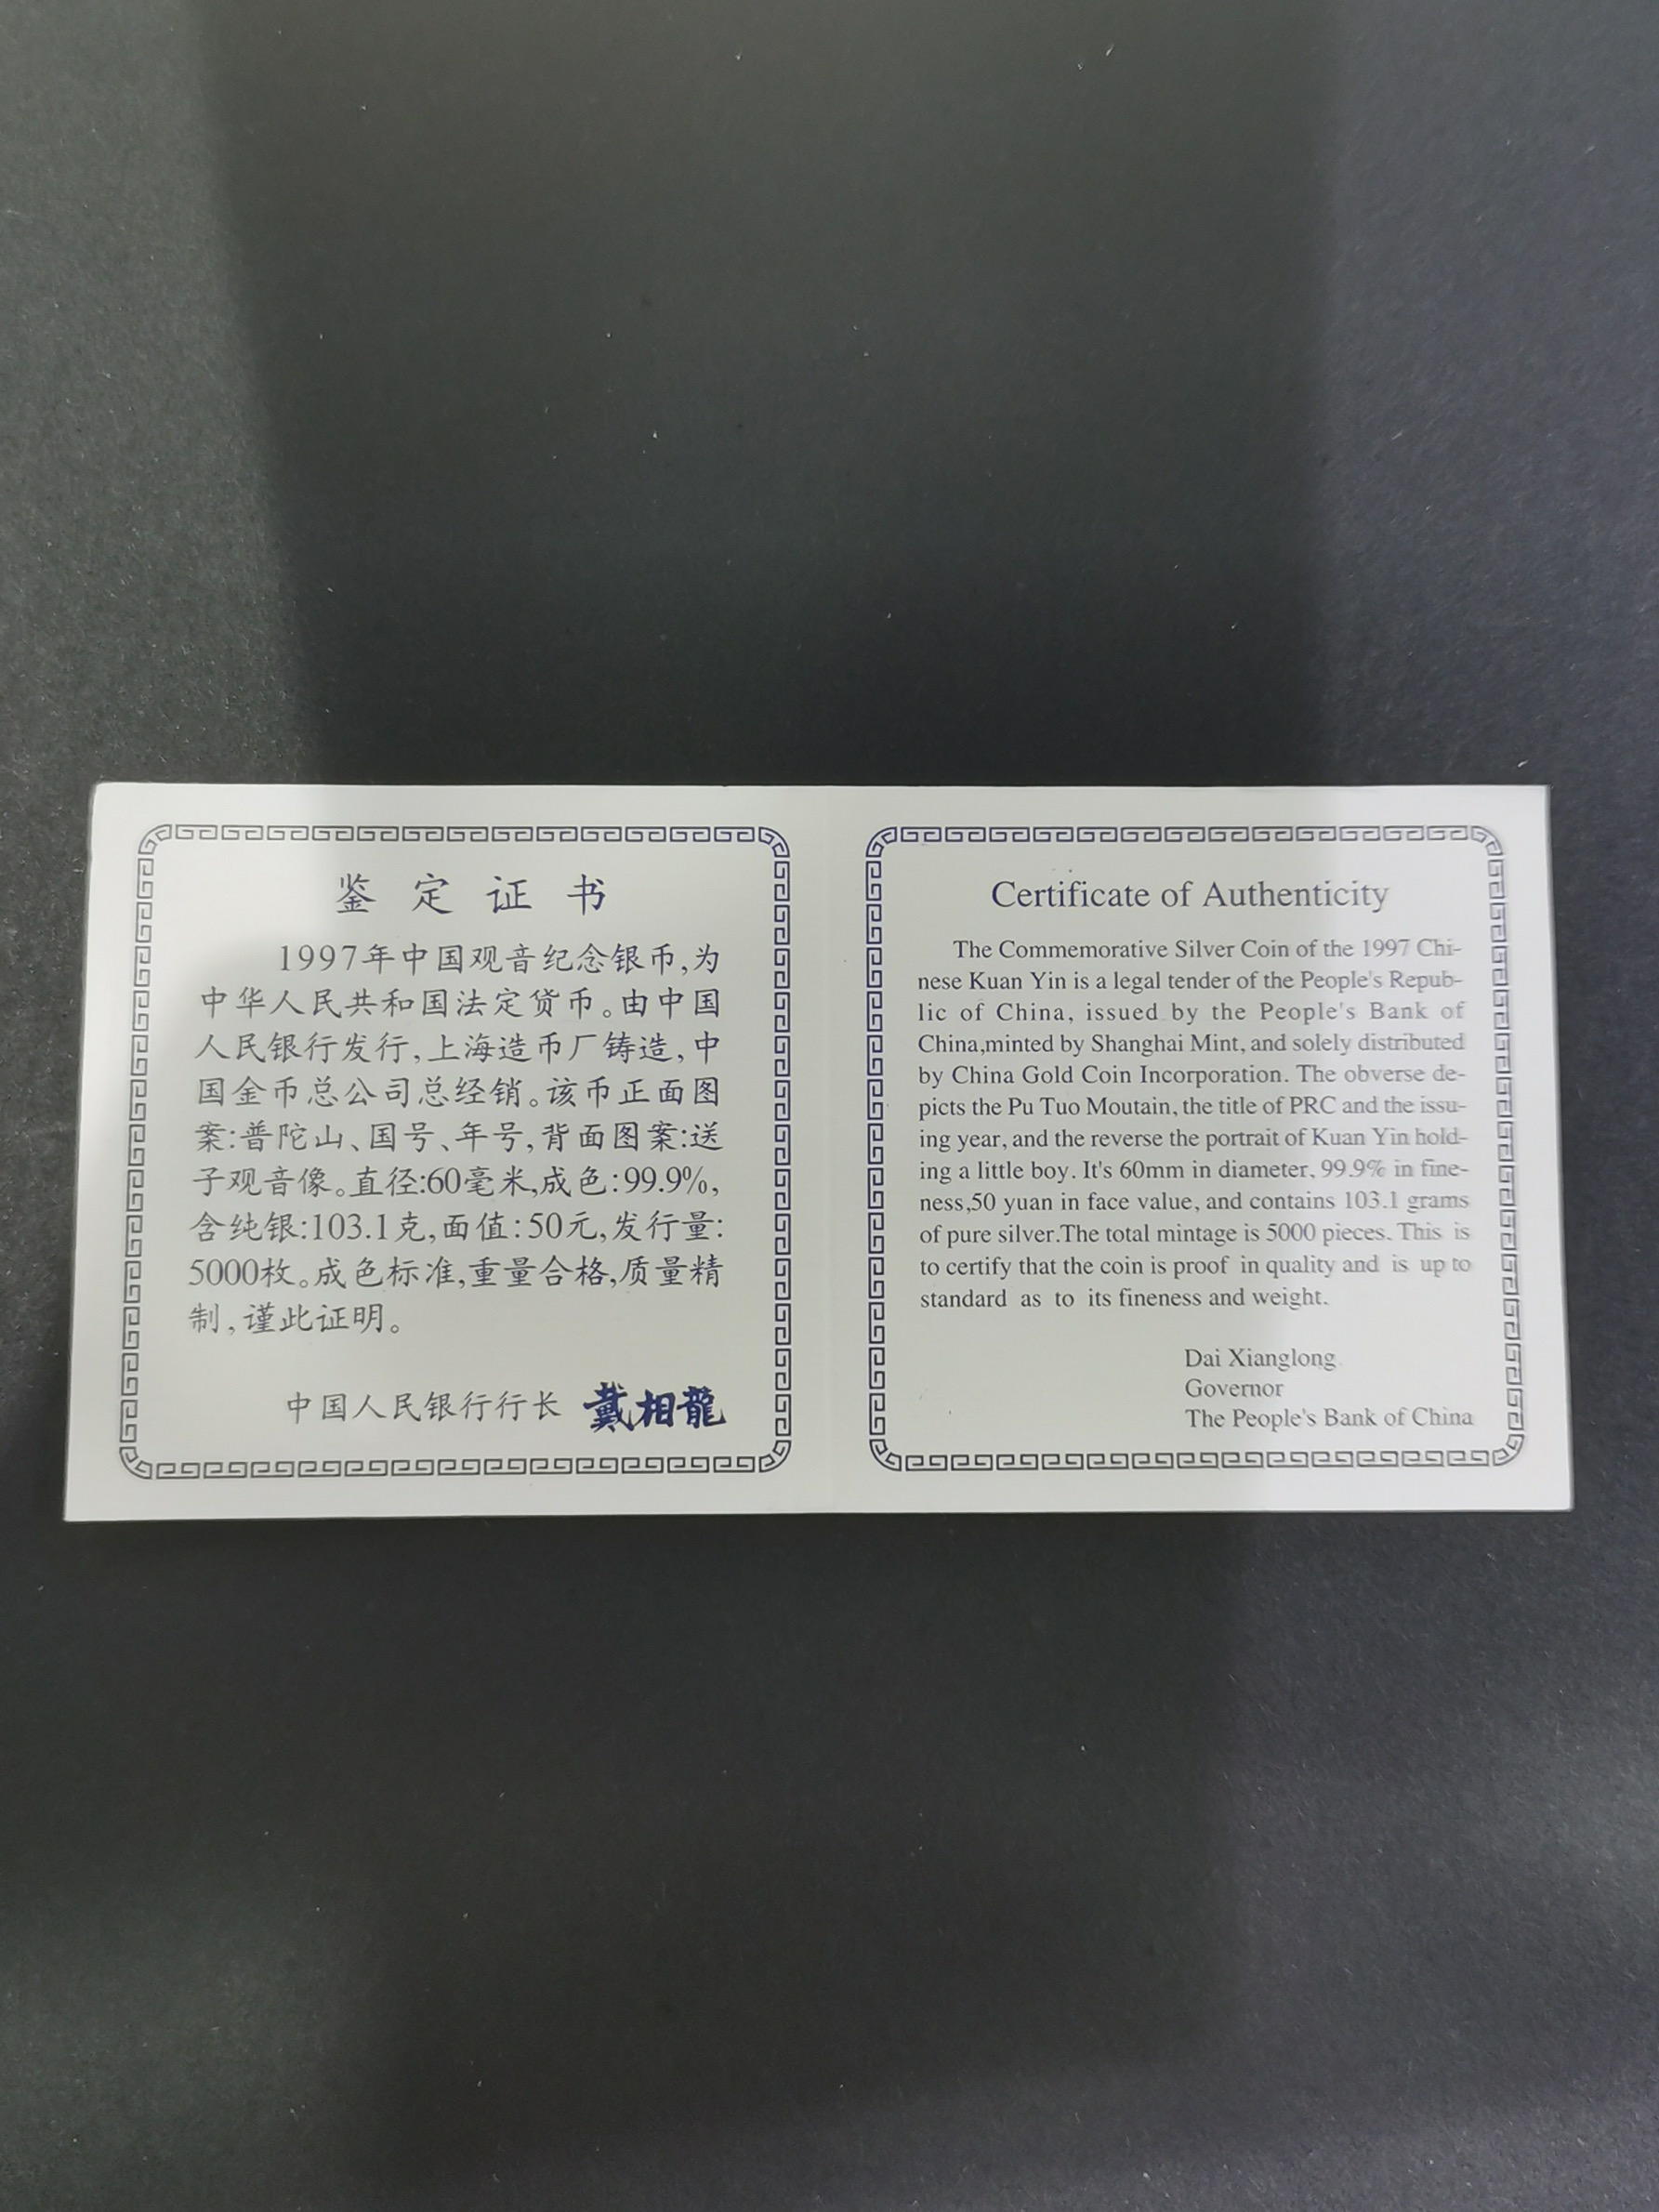 鉴定证书
1997年中国观音纪念银币,为
中华人民共和国法定货币。由中国
人民银行发行,上海造币厂铸造,中
国金币总公司总经销。该币正面图
案:普陀山、国号、年号,背面图案:送
子观音像。直径:60毫米,成色:99.9%,
含纯银:103.1克,面值:50元,发行量:
5000枚。成色标准,重量合格,质量精
制,谨此证明。
中国人民银行行长 戴相龍
Certificate of Authenticity
The Commemorative Silver Coin of the 1997 Chi-
nese Kuan Yin is a legal tender of the People's Repub-
lic of China, issued by the People's Bank of
China,minted by Shanghai Mint, and solely distributed
by China Gold Coin Incorporation. The obverse de-
picts the Pu Tuo Moutain, the title of PRC and the issu-
ing year, and the reverse the portrait of Kuan Yin hold-
ing a little boy. It's 60mm in diameter, 99.9% in fine-
ness,50 yuan in face value, and contains 103.1 grams
of pure silver.The total mintage is 5000 pieces. This is
to certify that the coin is proof in quality and is up to
standard as to its fineness and weight.
Dai Xianglong
Governor
The People's Bank of China